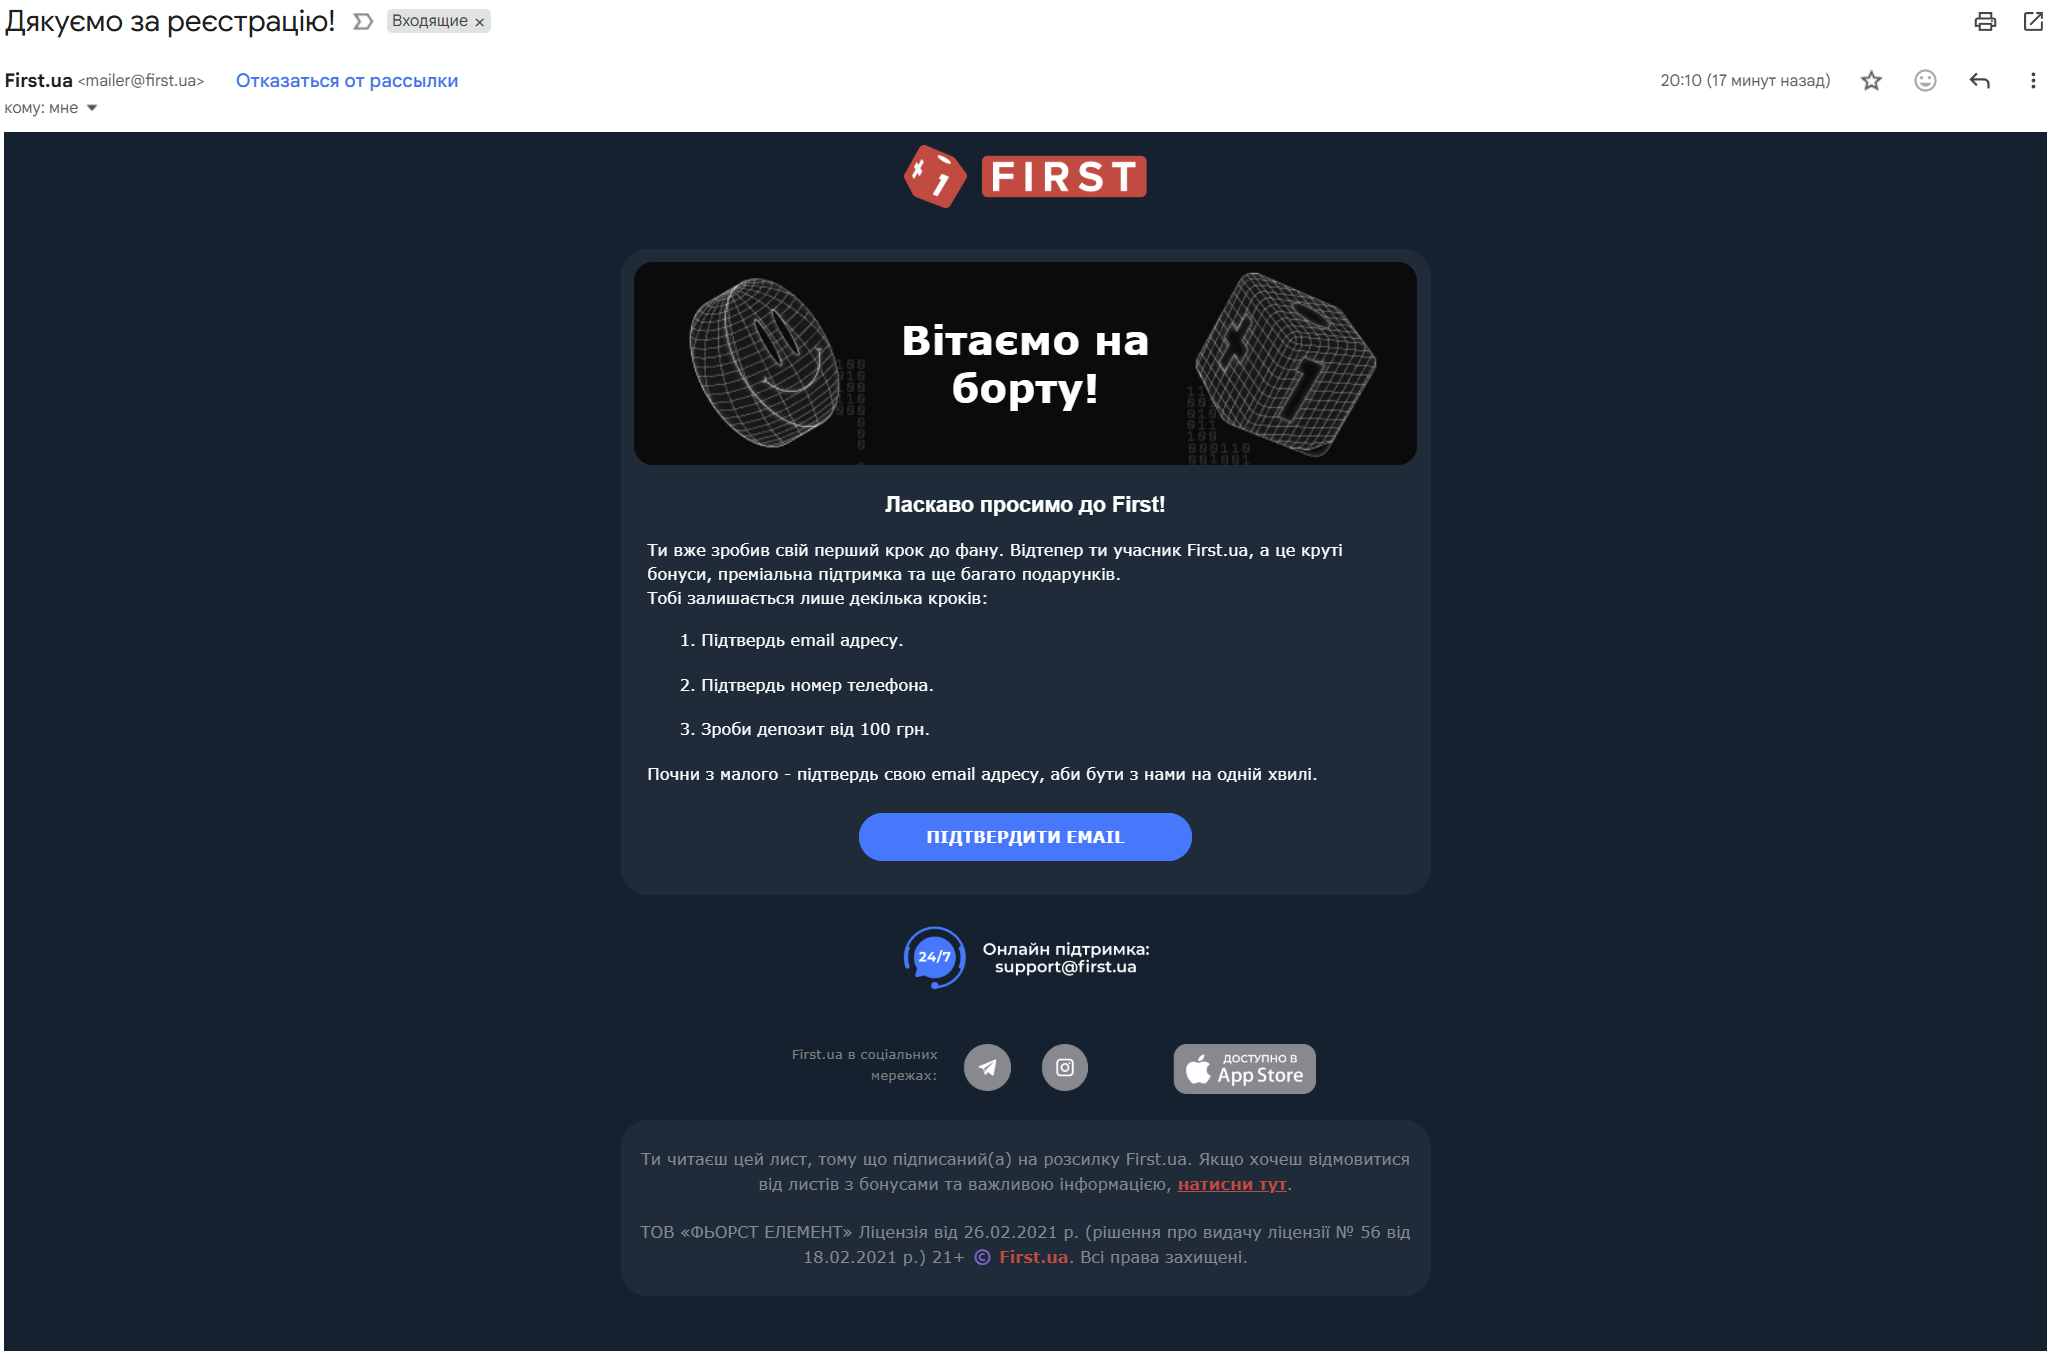 Дякуємо за реєстрацію! Входящие ×
First.ua <mailer@first.ua> Отказаться от рассылки 20:10 (17 минут назад)
кому: мне
FIRST
Вітаємо на
борту!
Ласкаво просимо до First!
Ти вже зробив свій перший крок до фану. Відтепер ти учасник First.ua, а це круті
бонуси, преміальна підтримка та ще багато подарунків.
Тобі залишається лише декілька кроків:
1. Підтвердь email адресу.
2. Підтвердь номер телефона.
3. Зроби депозит від 100 грн.
Почни з малого - підтвердь свою email адресу, аби бути з нами на одній хвилі.
ПІДТВЕРДИТИ EMAIL
24/7
Онлайн підтримка:
support@first.ua
First.ua в соціальних
мережах:
ДОСТУПНО В
App Store
Ти читаєш цей лист, тому що підписаний(а) на розсилку First.ua. Якщо хочеш відмовитися
від листів з бонусами та важливою інформацією, натисни тут.
ТОВ «ФЬОРСТ ЕЛЕМЕНТ» Ліцензія від 26.02.2021 р. (рішення про видачу ліцензії № 56 від
18.02.2021 р.) 21+ © First.ua. Всі права захищені.